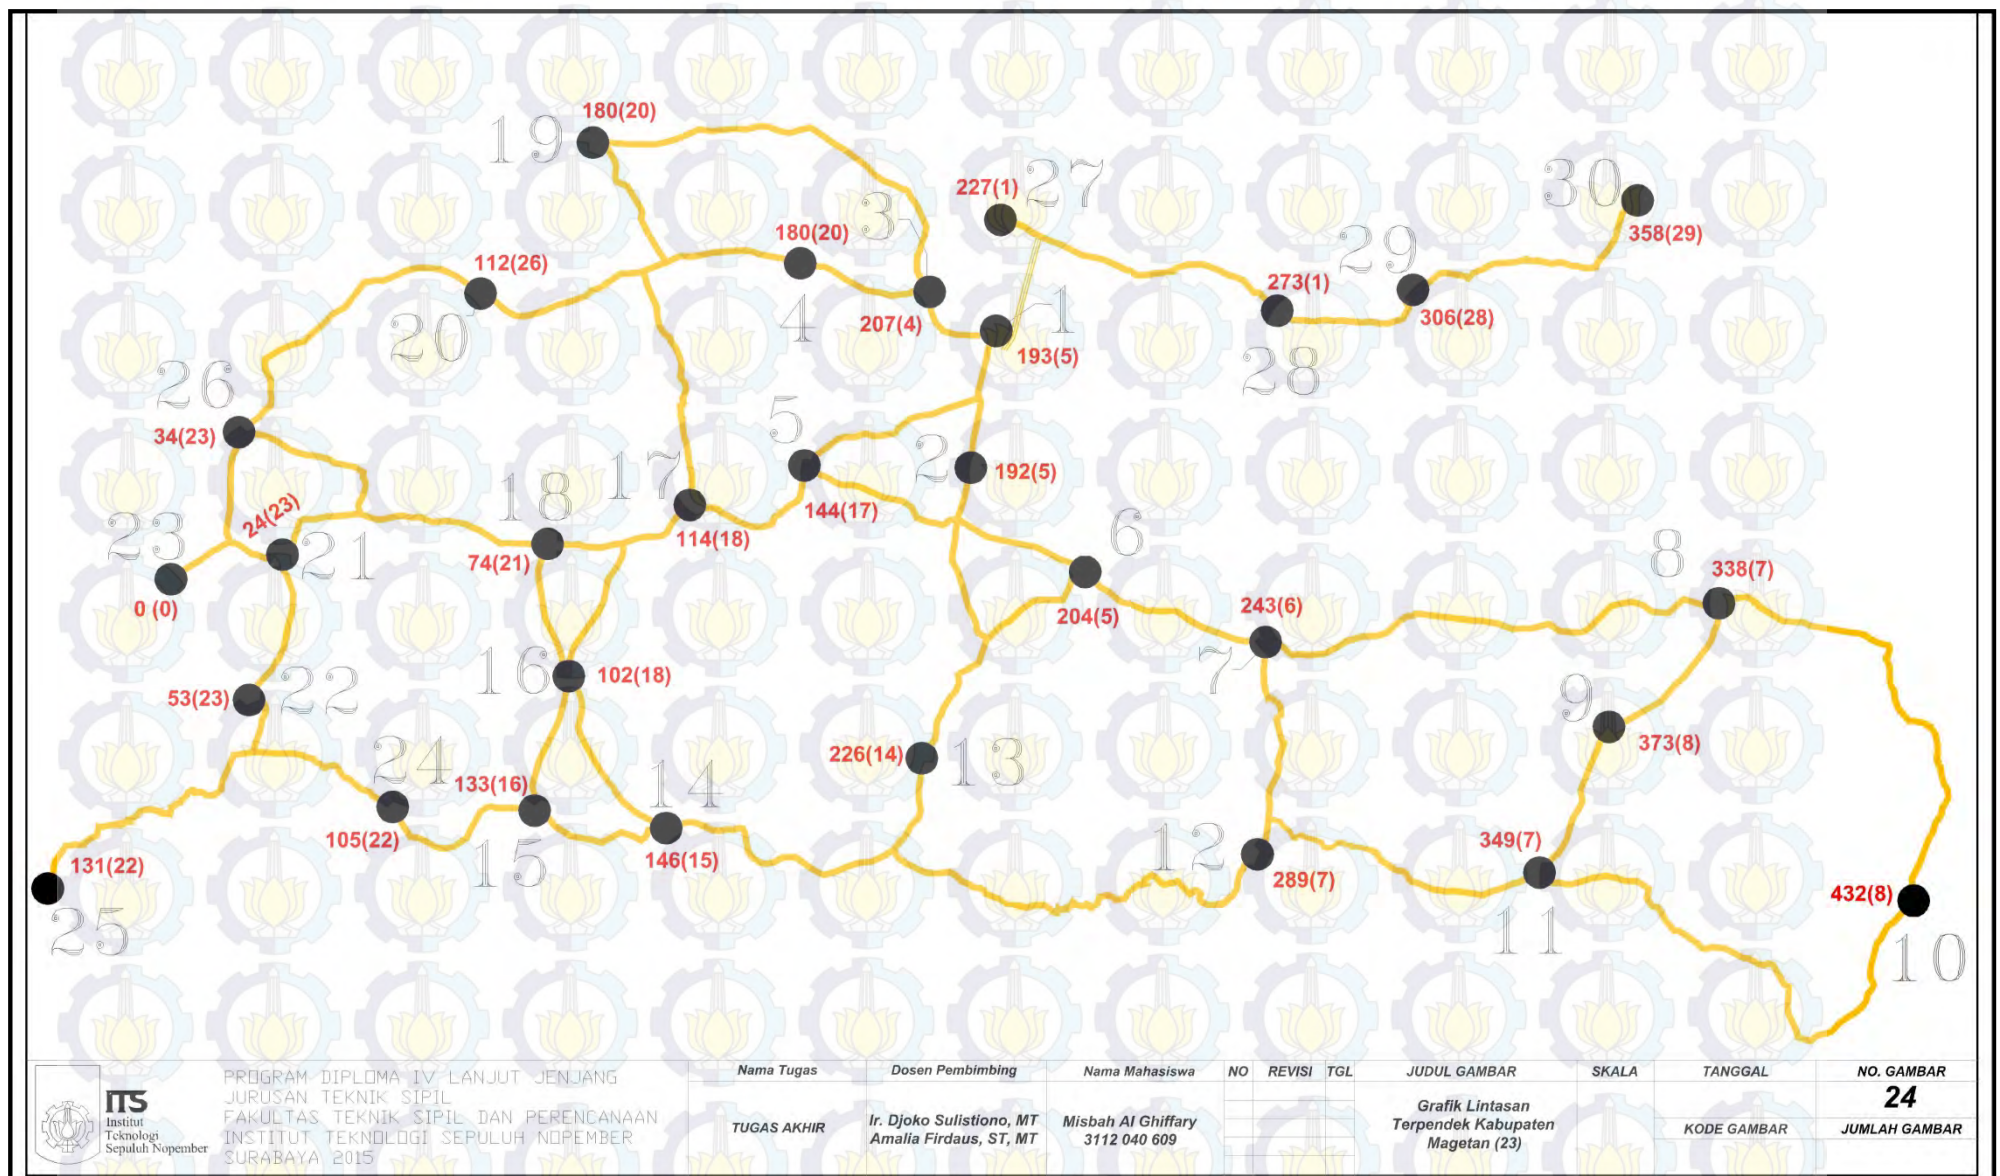 180(20)
19
27
30
3
227(1)
180(20)
358(29)
29
112(26)
273(1)
1
4
207(4)
306(28)
20
193(5)
28
26
5
34(23)
2
17
192(5)
18
24(23)
144(17)
6
23
114(18)
8
21
74(21)
338(7)
0 (0)
204(5)
243(6)
16
102(18)
7
53(23)
22
9
373(8)
226(14)
13
24
133(16)
14
105(22)
12
349(7)
15
146(15)
131(22)
289(7)
432(8)
25
11
10
ITS
Institut
Teknologi
Sepuluh Nopember
PROGRAM DIPLOMA IV LANJUT JENJANG
JURUSAN TEKNIK SIPIL
FAKULTAS TEKNIK SIPIL DAN PERENCANAAN
INSTITUT TEKNOLOGI SEPULUH NOPEMBER
SURABAYA 2015
Nama Tugas
TUGAS AKHIR
Dosen Pembimbing
Ir. Djoko Sulistiono, MT
Amalia Firdaus, ST, MT
Nama Mahasiswa
Misbah Al Ghiffary
3112 040 609
NO REVISI TGL
JUDUL GAMBAR
Grafik Lintasan
Terpendek Kabupaten
Magetan (23)
SKALA
TANGGAL
KODE GAMBAR
NO. GAMBAR
24
JUMLAH GAMBAR